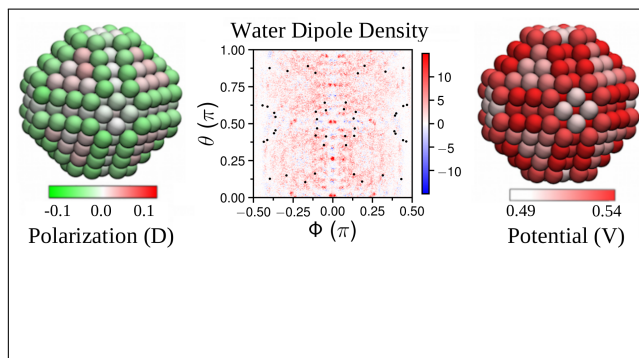 Water Dipole Density
1.00
0.75
0.50
0.25
0.00
θ (π)
−0.50 −0.25 0.00 0.25 0.50
Φ (π)
10
5
0
−5
−10
-0.1 0.0 0.1
Polarization (D)
0.49 0.54
Potential (V)